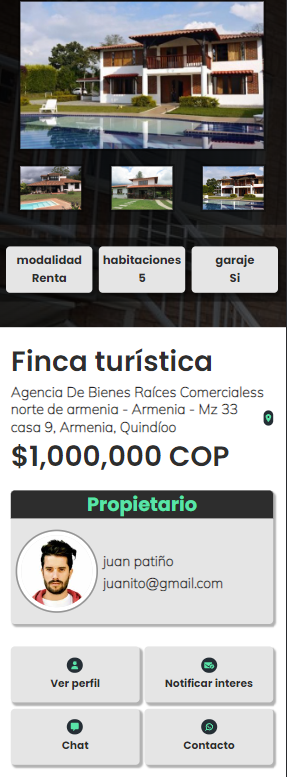 modalidad
Renta
habitaciones
5
garaje
Si
Finca turística
Agencia De Bienes Raíces Comercialess
norte de armenia - Armenia - Mz 33
casa 9, Armenia, Quindíoo
$1,000,000 COP
Propietario
juan patiño
juanito@gmail.com
Ver perfil
Notificar interes
Chat
Contacto